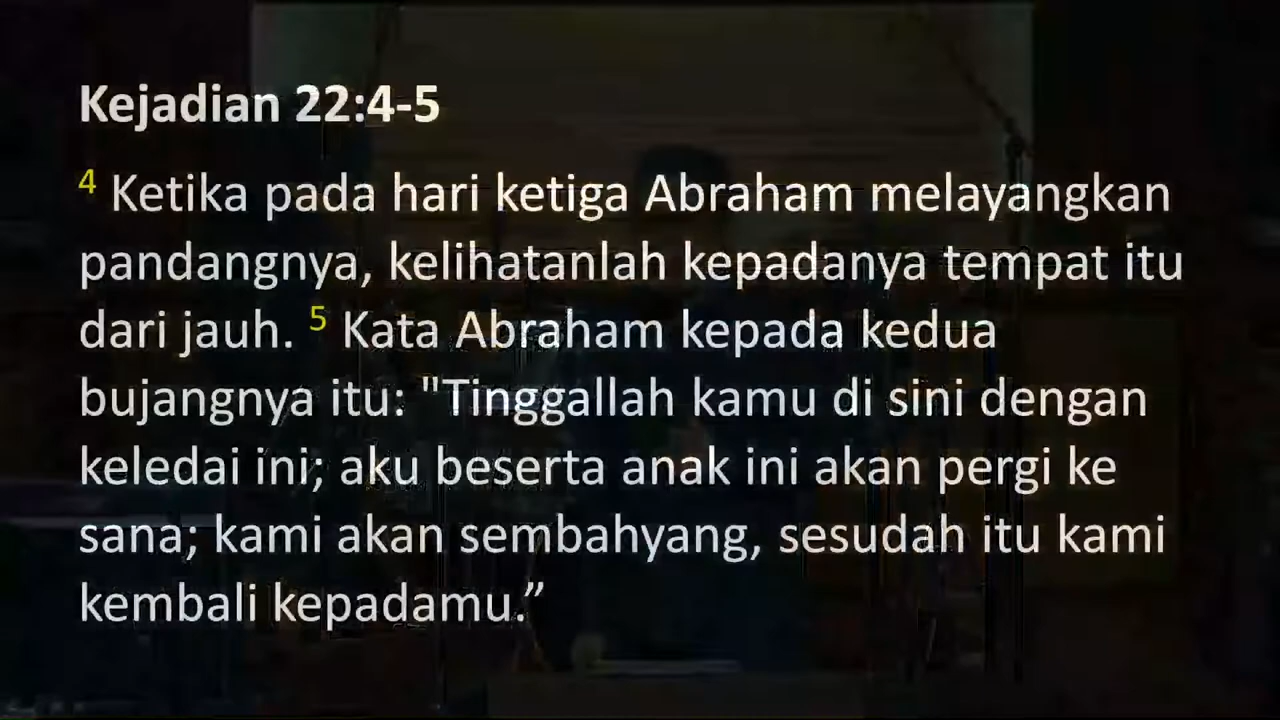 Kejadian 22:4-5
4 Ketika pada hari ketiga Abraham melayangkan
pandangnya, kelihatanlah kepadanya tempat itu
dari jauh. 5 Kata Abraham kepada kedua
bujangnya itu: "Tinggallah kamu di sini dengan
keledai ini; aku beserta anak ini akan pergi ke
sana; kami akan sembahyang, sesudah itu kami
kembali kepadamu.”